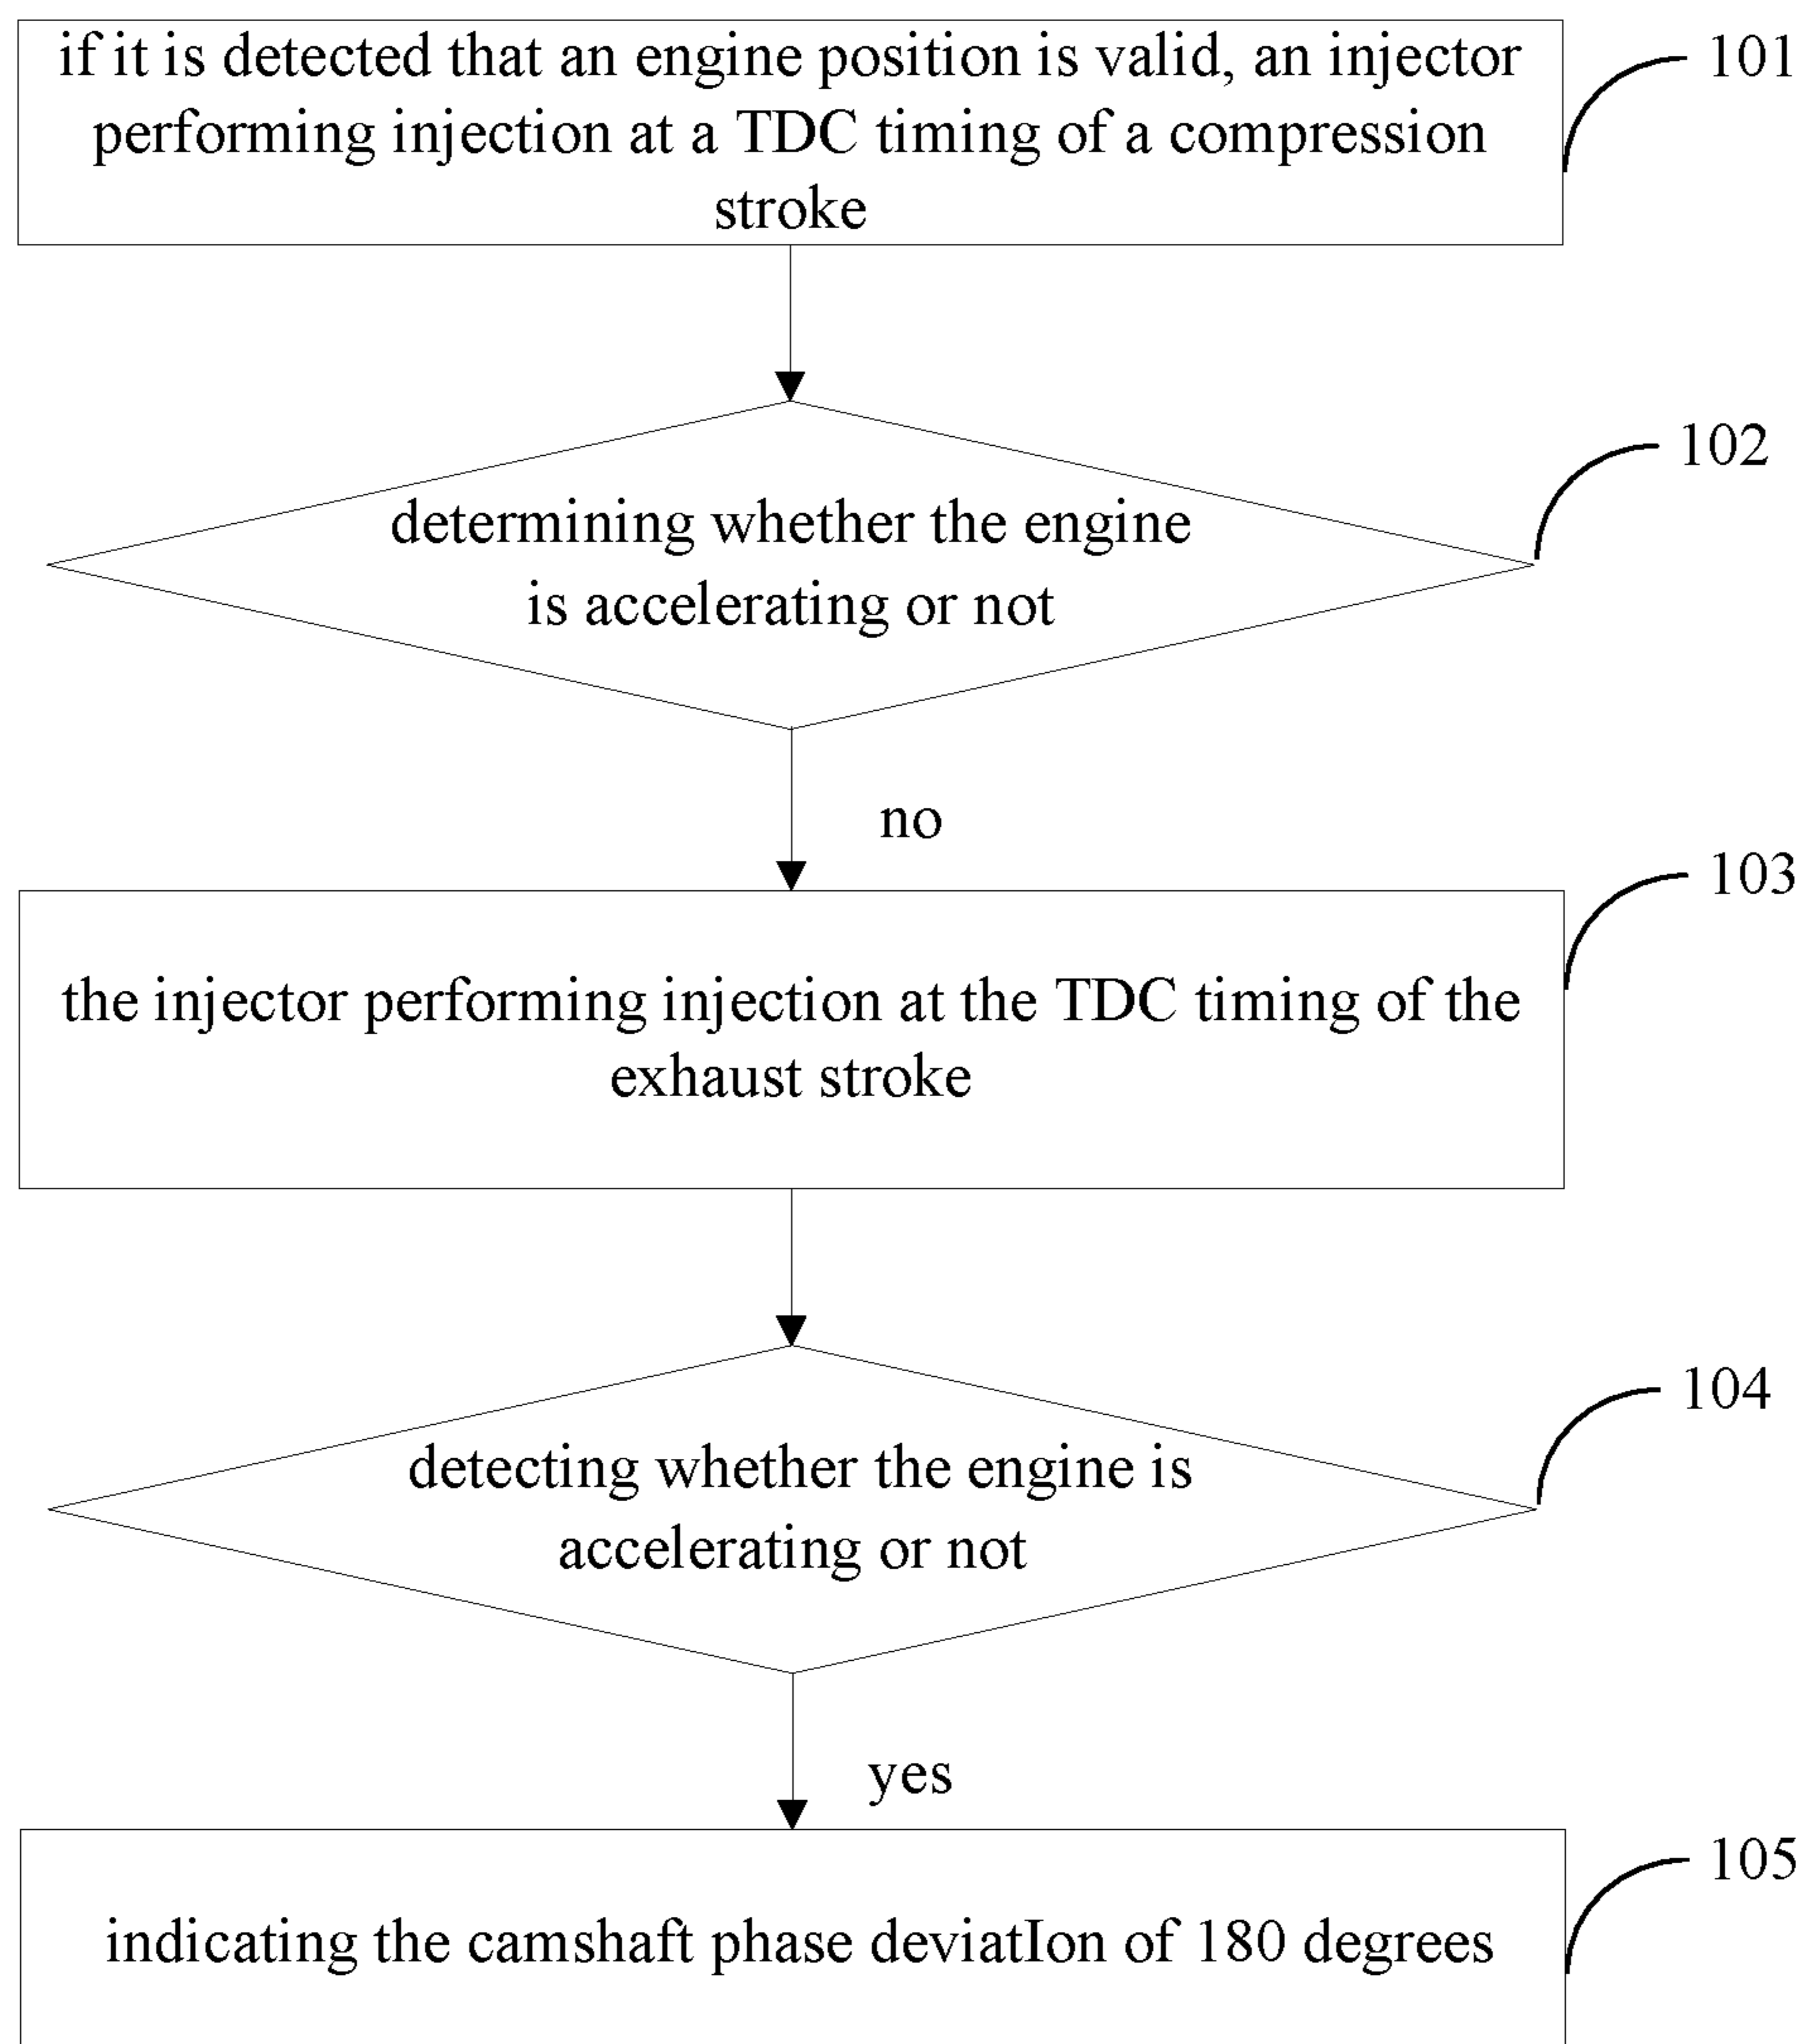 if it is detected that an engine position is valid, an injector
performing injection at a TDC timing of a compression
stroke
101
determining whether the engine
is accelerating or not
102
no
the injector performing injection at the TDC timing of the
exhaust stroke
103
detecting whether the engine is
accelerating or not
104
yes
indicating the camshaft phase deviatIon of 180 degrees
105